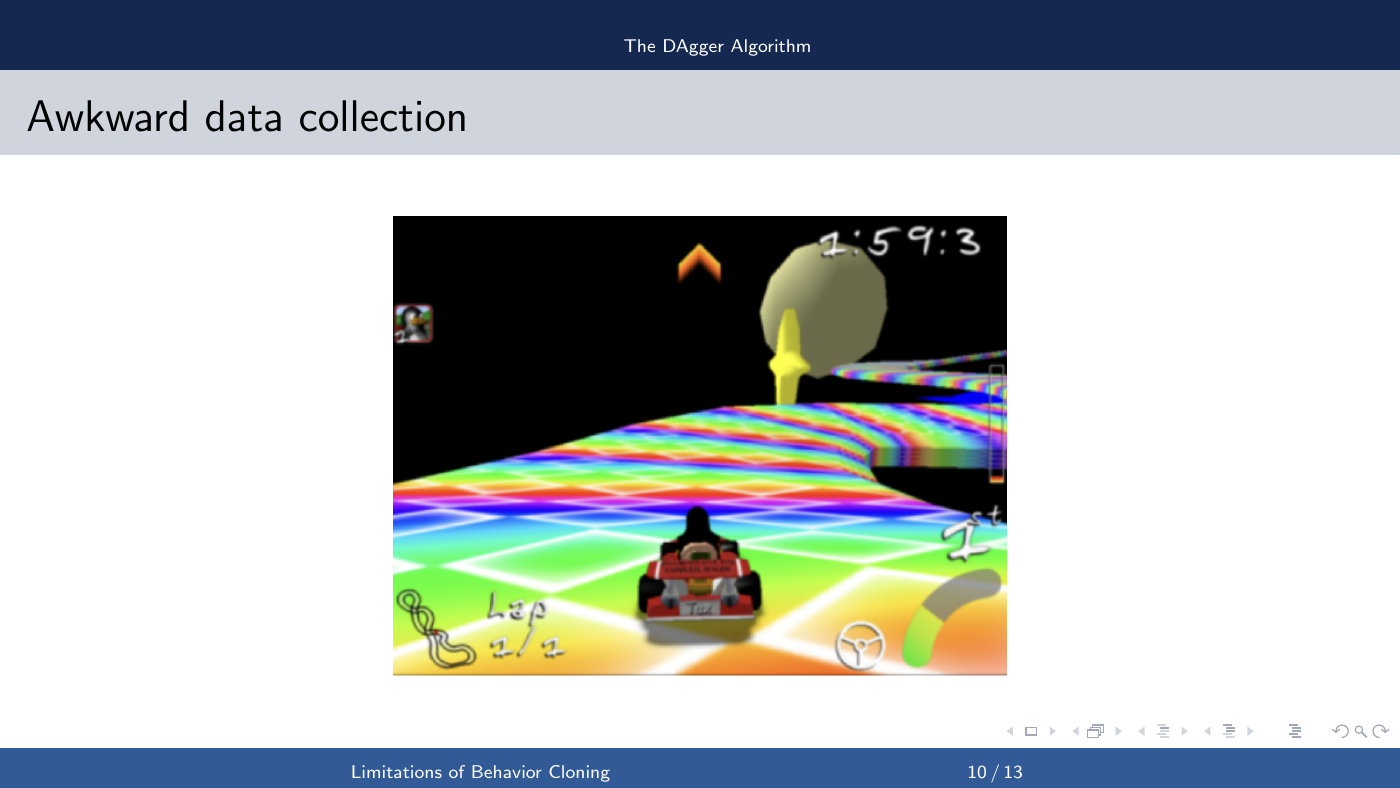 The DAgger Algorithm
Awkward data collection
1:59:3
1st
Lap
1/1
Tux
Limitations of Behavior Cloning
10 / 13